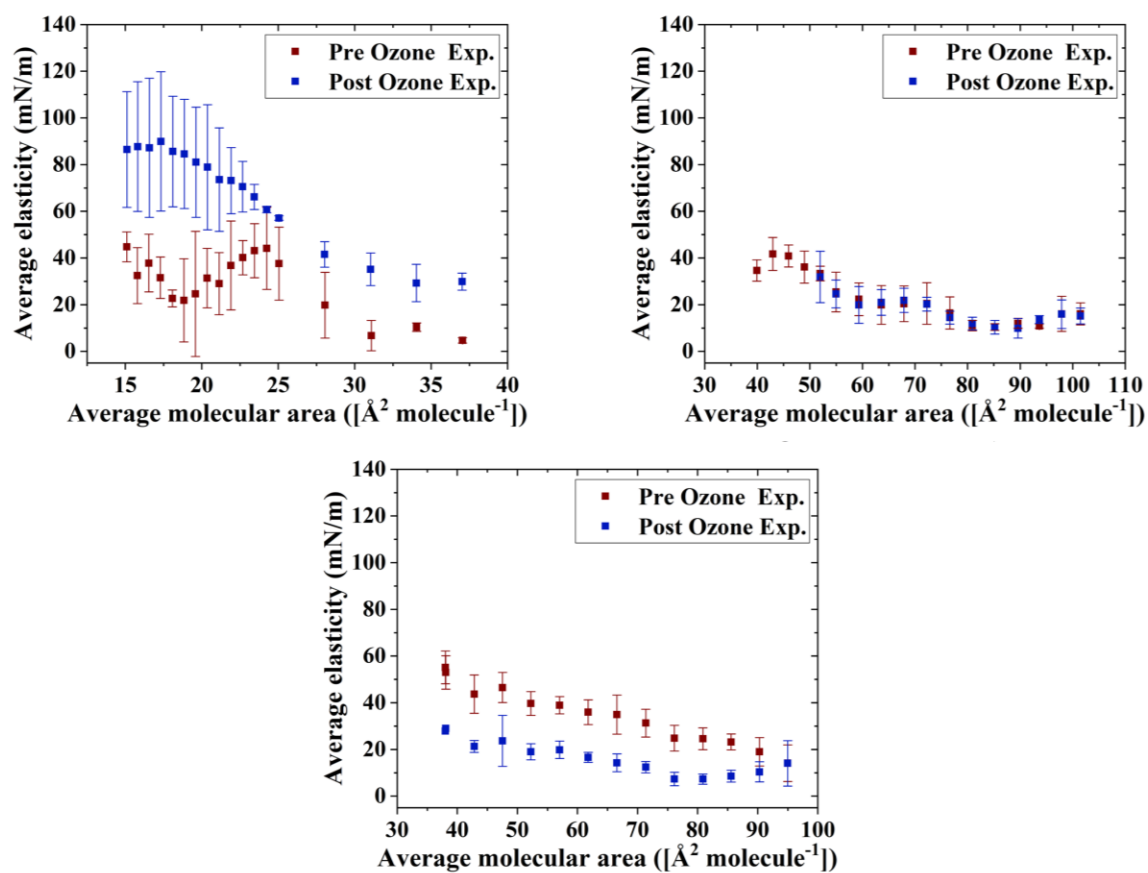 140
120
100
80
60
40
20
0
Average elasticity (mN/m)
Pre Ozone Exp.
Post Ozone Exp.
15 20 25 30 35 40
Average molecular area ([Å² molecule⁻¹])
140
120
100
80
60
40
20
0
Average elasticity (mN/m)
Pre Ozone Exp.
Post Ozone Exp.
30 40 50 60 70 80 90 100 110
Average molecular area ([Å² molecule⁻¹])
140
120
100
80
60
40
20
0
Average elasticity (mN/m)
Pre Ozone Exp.
Post Ozone Exp.
30 40 50 60 70 80 90 100
Average molecular area ([Å² molecule⁻¹])